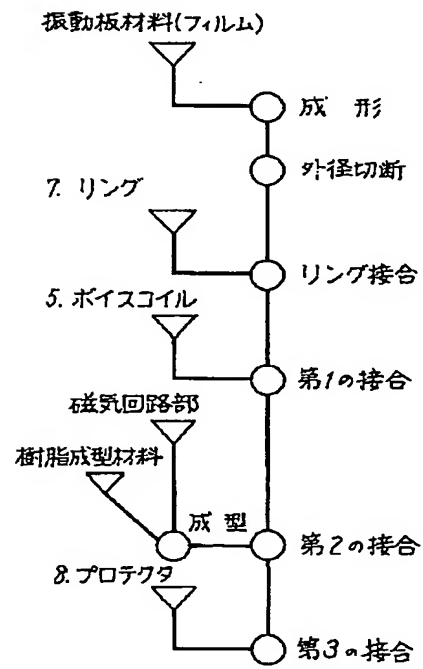 振動板材料(フィルム)
成 形
外径切断
7. リング
リング接合
5. ボイスコイル
第1の接合
磁気回路部
樹脂成型材料
成 型
第2の接合
8. プロテクタ
第3の接合